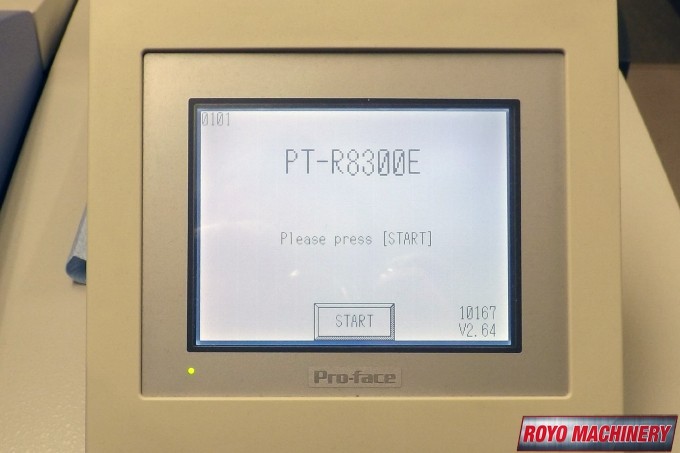 0101
PT-R8300E
Please press [START]
START
10167
V2.64
Pro-face
ROYO MACHINERY